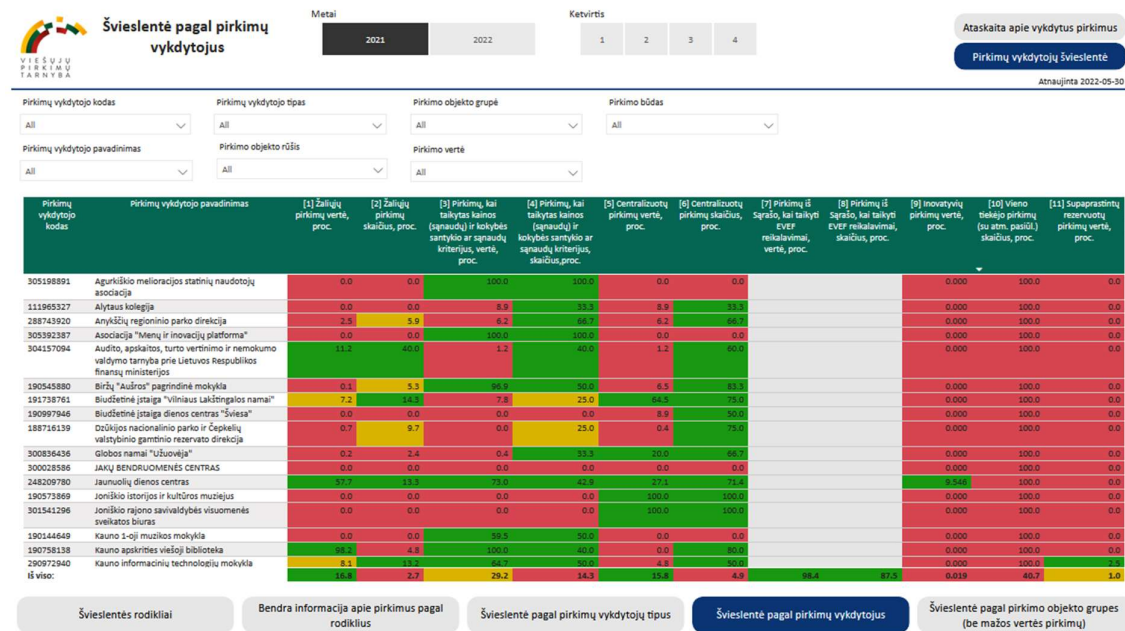 VIEŠŲJŲ
PIRKIMŲ
TARNYBA
Švieslentė pagal pirkimų
vykdytojus
Metai
2021 2022
Ketvirtis
1 2 3 4
Ataskaita apie vykdytus pirkimus
Pirkimų vykdytojų švieslentė
Atnaujinta 2022-05-30
Pirkimų vykdytojo kodas Pirkimų vykdytojo tipas Pirkimo objekto grupė Pirkimo būdas
All All All All
Pirkimų vykdytojo pavadinimas Pirkimo objekto rūšis Pirkimo vertė
All All All
Pirkimų vykdytojo kodas Pirkimų vykdytojo pavadinimas [1] Žaliųjų pirkimų vertė, proc. [2] Žaliųjų pirkimų skaičius, proc. [3] Pirkimų, kai taikytas kainos (sąnaudų) ir kokybės santykio ar sąnaudų kriterijus, vertė, proc. [4] Pirkimų, kai taikytas kainos (sąnaudų) ir kokybės santykio ar sąnaudų kriterijus, skaičius,proc. [5] Centralizuotų pirkimų vertė, proc. [6] Centralizuotų pirkimų skaičius, proc. [7] Pirkimų iš Sąrašo, kai taikyti EVEF reikalavimai, vertė, proc. [8] Pirkimų iš Sąrašo, kai taikyti EVEF reikalavimai, skaičius, proc. [9] Inovatyvių pirkimų vertė, proc. [10] Vieno tiekėjo pirkimų (su atm. pasiūl.) skaičius, proc. [11] Supaprastintų rezervuotų pirkimų vertė, proc.
305198891 Agurkiškio melioracijos statinių naudotojų asociacija 0.0 0.0 100.0 100.0 0.0 0.0 0.000 100.0 0.0
111965327 Alytaus kolegija 0.0 0.0 8.9 33.3 8.9 33.3 0.000 100.0 0.0
288743920 Anykščių regioninio parko direkcija 2.5 5.9 6.2 66.7 6.2 66.7 0.000 100.0 0.0
305392387 Asociacija "Menų ir inovacijų platforma" 0.0 0.0 100.0 100.0 0.0 0.0 0.000 100.0 0.0
304157094 Audito, apskaitos, turto vertinimo ir nemokumo valdymo tarnyba prie Lietuvos Respublikos finansų ministerijos 11.2 40.0 1.2 40.0 1.2 60.0 0.000 100.0 0.0
190545880 Biržų "Aušros" pagrindinė mokykla 0.1 5.3 96.9 50.0 6.5 83.3 0.000 100.0 0.0
191738761 Biudžetinė įstaiga "Vilniaus Lakštingalos namai" 7.2 14.3 7.8 25.0 64.5 75.0 0.000 100.0 0.0
190997946 Biudžetinė įstaiga dienos centras "Šviesa" 0.0 0.0 0.0 0.0 8.9 50.0 0.000 100.0 0.0
188716139 Dzūkijos nacionalinio parko ir Čepkelių valstybinio gamtinio rezervato direkcija 0.7 9.7 0.0 25.0 0.4 75.0 0.000 100.0 0.0
300836436 Globos namai "Užuovėja" 0.2 2.4 0.4 33.3 20.0 66.7 0.000 100.0 0.0
300028586 JAKŲ BENDRUOMENĖS CENTRAS 0.0 0.0 0.0 0.0 0.0 0.0 0.000 100.0 0.0
248209780 Jaunuolių dienos centras 57.7 13.3 73.0 42.9 27.1 71.4 9.546 100.0 0.0
190573869 Joniškio istorijos ir kultūros muziejus 0.0 0.0 0.0 0.0 100.0 100.0 0.000 100.0 0.0
301541296 Joniškio rajono savivaldybės visuomenės sveikatos biuras 0.0 0.0 0.0 0.0 100.0 100.0 0.000 100.0 0.0
190144649 Kauno 1-oji muzikos mokykla 0.0 0.0 59.5 50.0 0.0 0.0 0.000 100.0 0.0
190758138 Kauno apskrities viešoji biblioteka 98.2 4.8 100.0 40.0 0.0 80.0 0.000 100.0 0.0
290972940 Kauno informacinių technologijų mokykla 8.1 13.2 64.7 50.0 4.8 50.0 0.000 100.0 2.5
Iš viso: 16.8 2.7 29.2 14.3 15.8 4.9 98.4 87.5 0.019 40.7 1.0
Švieslentės rodikliai
Bendra informacija apie pirkimus pagal
rodiklius
Švieslentė pagal pirkimų vykdytojų tipus
Švieslentė pagal pirkimų vykdytojus
Švieslentė pagal pirkimo objekto grupes
(be mažos vertės pirkimų)